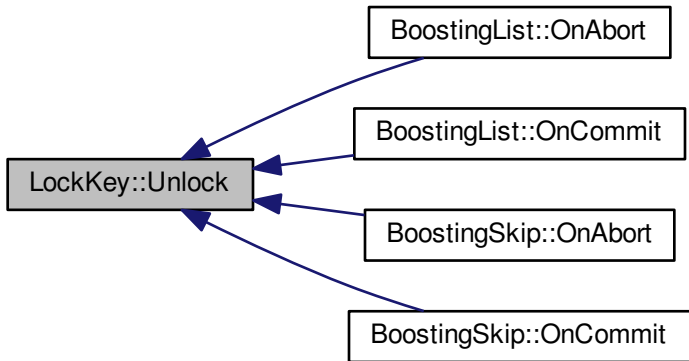 BoostingList::OnAbort
BoostingList::OnCommit
LockKey::Unlock
BoostingSkip::OnAbort
BoostingSkip::OnCommit